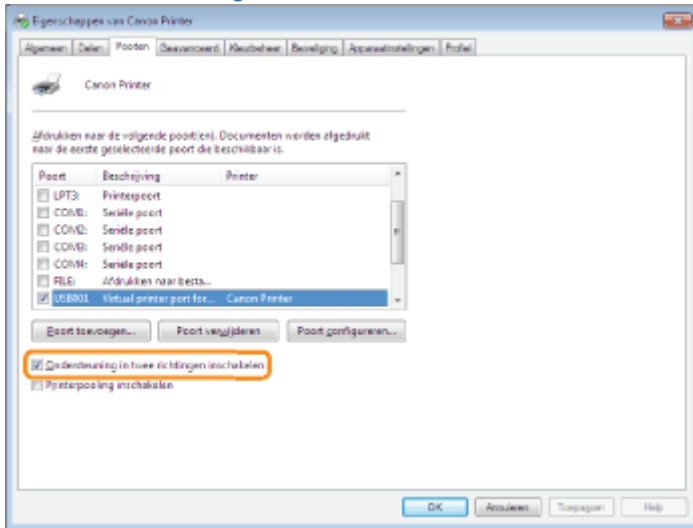 Eigenschappen van Canon Printer
Algemeen Delen Poorten Geavanceerd Kleurbeheer Beveiliging Apparaatinstellingen Profiel
Canon Printer
Afdrukken naar de volgende poort(en). Documenten worden afgedrukt
naar de eerste geselecteerde poort die beschikbaar is.
Poort Beschrijving Printer
LPT3: Printerpoort
COM1: Seriële poort
COM2: Seriële poort
COM3: Seriële poort
COM4: Seriële poort
FILE: Afdrukken naar besta...
USB001 Virtual printer port for... Canon Printer
Poort toevoegen... Poort verwijderen Poort configureren...
Ondersteuning in twee richtingen inschakelen
Printerpooling inschakelen
OK Annuleren Toepassen Help